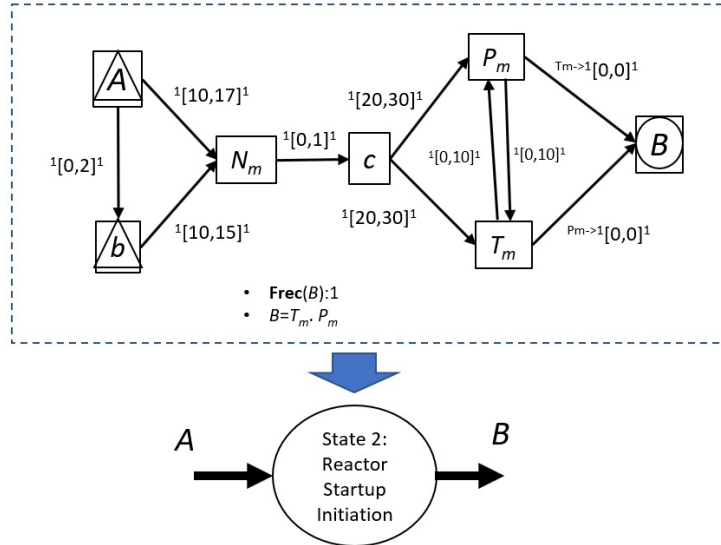 A
P_m
Tm->1[0,0]1
1[10,17]1
1[20,30]1
B
1[0,1]1
1[0,2]1
N_m
c
1[0,10]1
1[0,10]1
1[20,30]1
1[10,15]1
Pm->1[0,0]1
b
T_m
• Frec(B):1
• B=T_m. P_m
A
B
State 2:
Reactor
Startup
Initiation